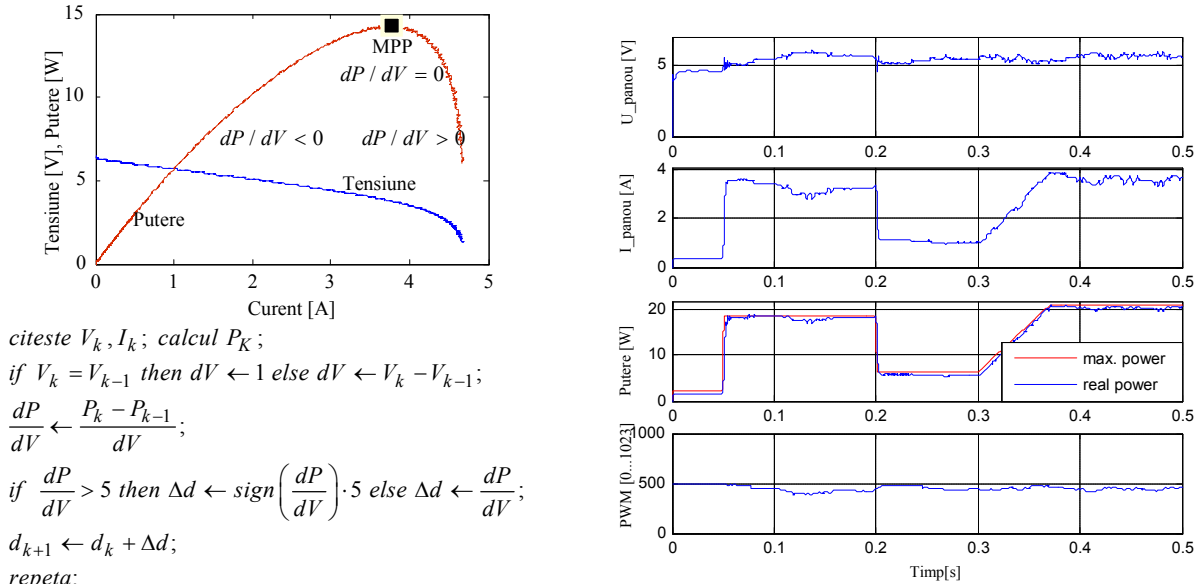 15
10
5
0
Tensiune [V], Putere [W]
MPP
dP / dV = 0
dP / dV < 0
dP / dV > 0
Tensiune
Putere
0 1 2 3 4 5
Curent [A]
citeste V_k, I_k; calcul P_K;
if V_k = V_{k-1} then dV ← 1 else dV ← V_k − V_{k-1};
dP/dV ← (P_k − P_{k-1})/dV;
if dP/dV > 5 then Δd ← sign(dP/dV)·5 else Δd ← dP/dV;
d_{k+1} ← d_k + Δd;
repeta;
U_panou [V]
5
0
0 0.1 0.2 0.3 0.4 0.5
I_panou [A]
4
2
0
0 0.1 0.2 0.3 0.4 0.5
Putere [W]
20
10
0
max. power
real power
0 0.1 0.2 0.3 0.4 0.5
PWM [0...1023]
1000
500
0
0 0.1 0.2 0.3 0.4 0.5
Timp[s]